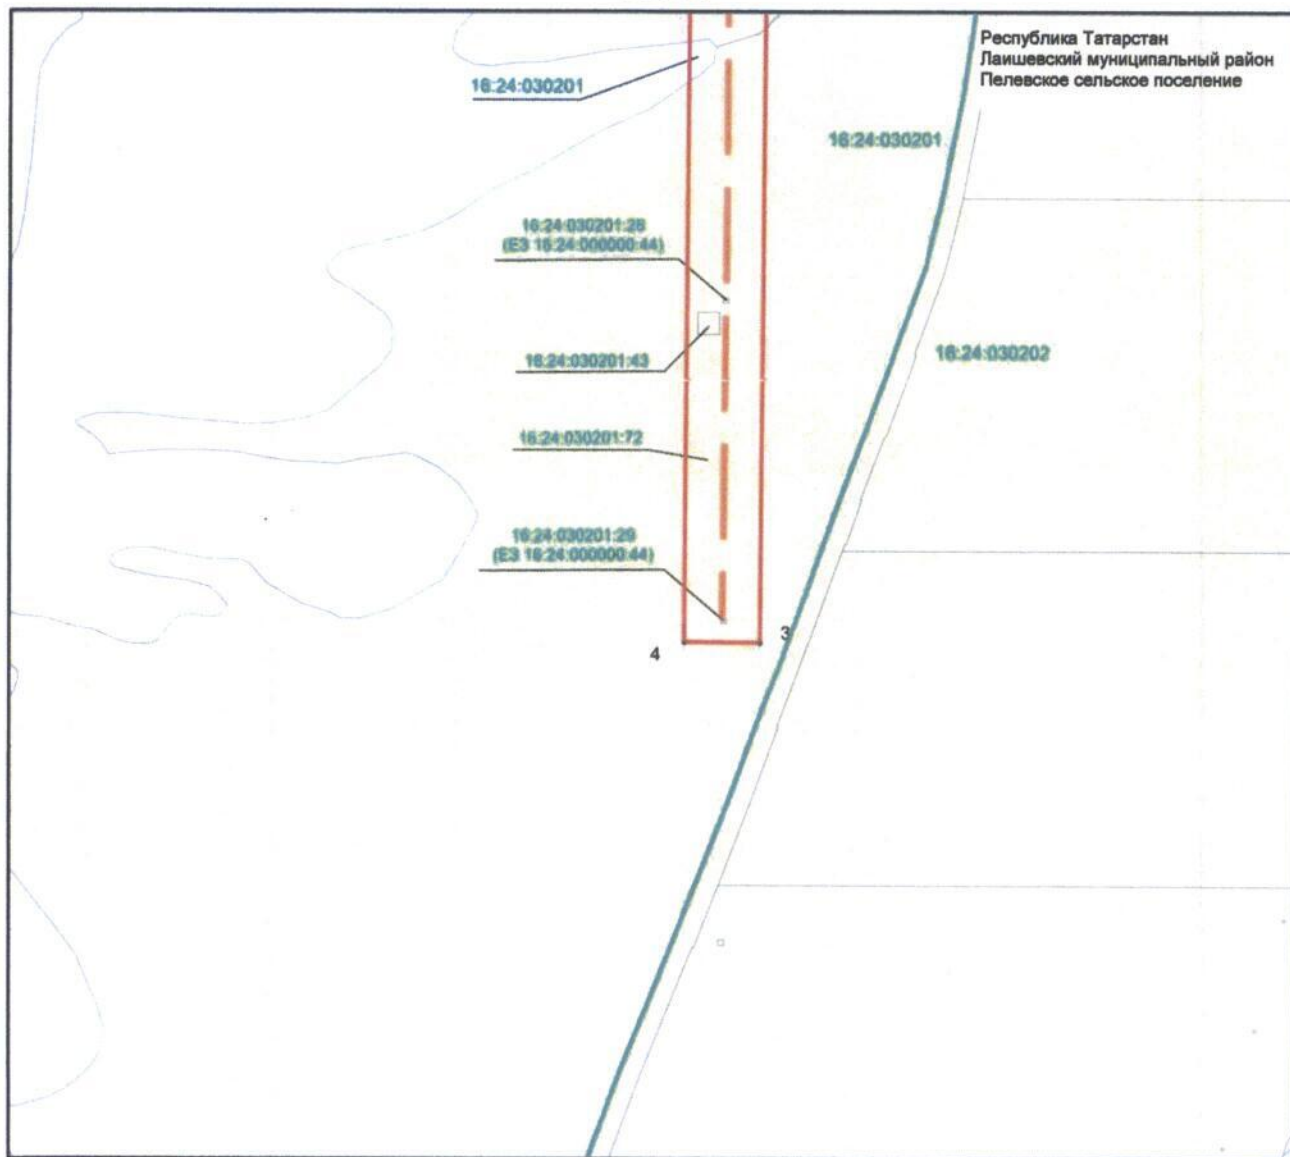 Республика Татарстан
Лаишевский муниципальный район
Пелевское сельское поселение
16:24:030201
16:24:030201
16:24:030201:28
(ЕЗ 16:24:000000:44)
16:24:030202
16:24:030201:43
16:24:030201:72
16:24:030201:29
(ЕЗ 16:24:000000:44)
3
4